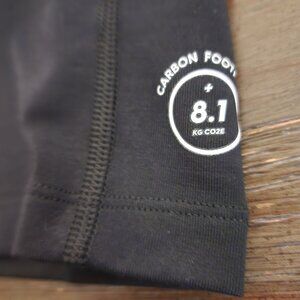 CARBON FOOT
+
8.1
KG CO2E